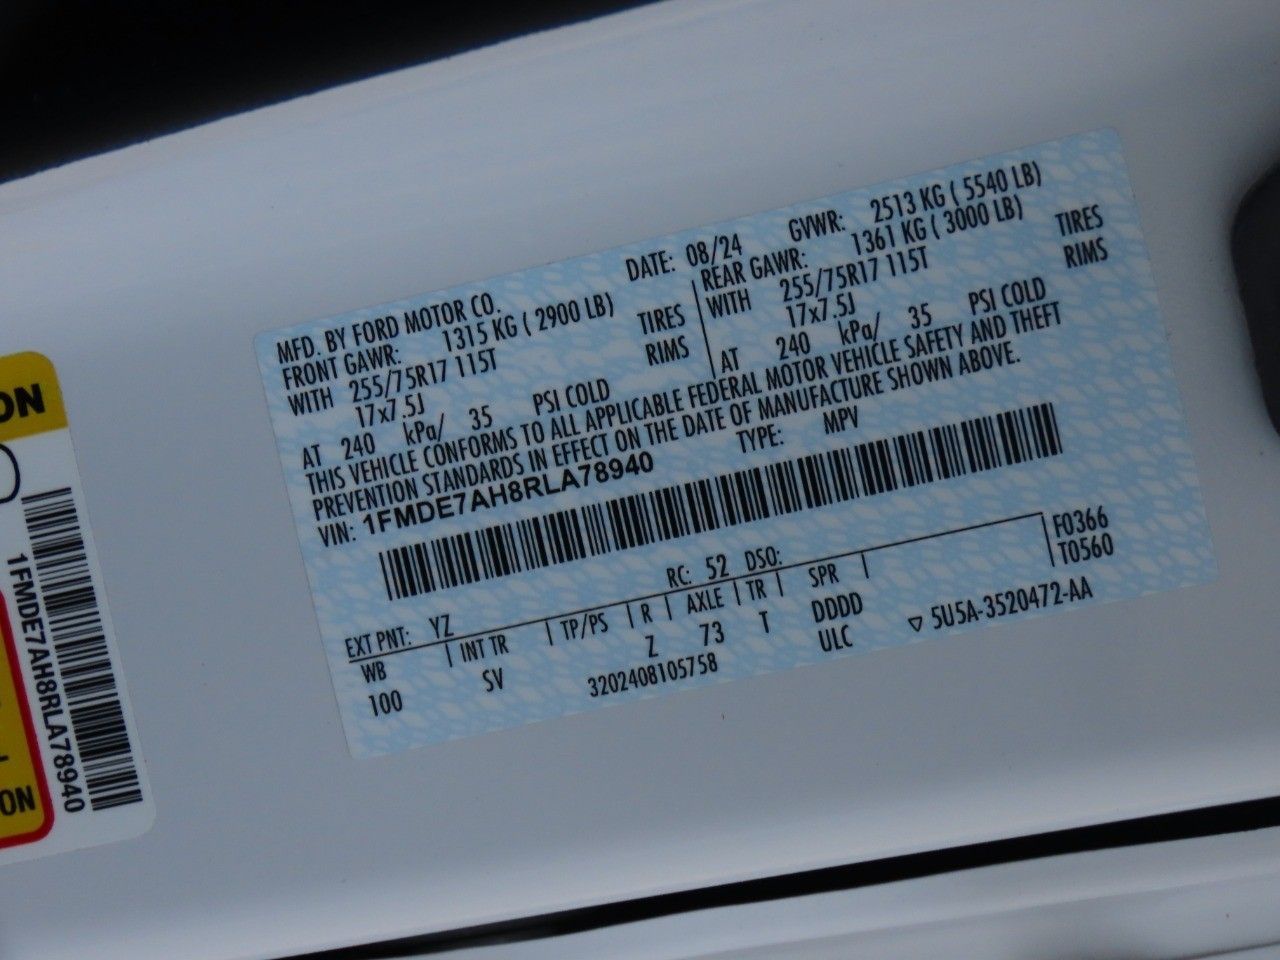 MFD. BY FORD MOTOR CO.
DATE: 08/24 GVWR: 2513 KG ( 5540 LB)
FRONT GAWR: 1315 KG ( 2900 LB) REAR GAWR: 1361 KG ( 3000 LB)
WITH 255/75R17 115T TIRES WITH 255/75R17 115T TIRES
17x7.5J RIMS 17x7.5J RIMS
AT 240 kPa/ 35 PSI COLD AT 240 kPa/ 35 PSI COLD
THIS VEHICLE CONFORMS TO ALL APPLICABLE FEDERAL MOTOR VEHICLE SAFETY AND THEFT
PREVENTION STANDARDS IN EFFECT ON THE DATE OF MANUFACTURE SHOWN ABOVE.
VIN: 1FMDE7AH8RLA78940 TYPE: MPV
F0366
EXT PNT: YZ RC: 52 DSO: T0560
WB INT TR TP/PS R AXLE TR SPR
100 SV Z 73 T DDDD
3202408105758 ULC ▽ 5U5A-3520472-AA
ON
1FMDE7AH8RLA78940
ON